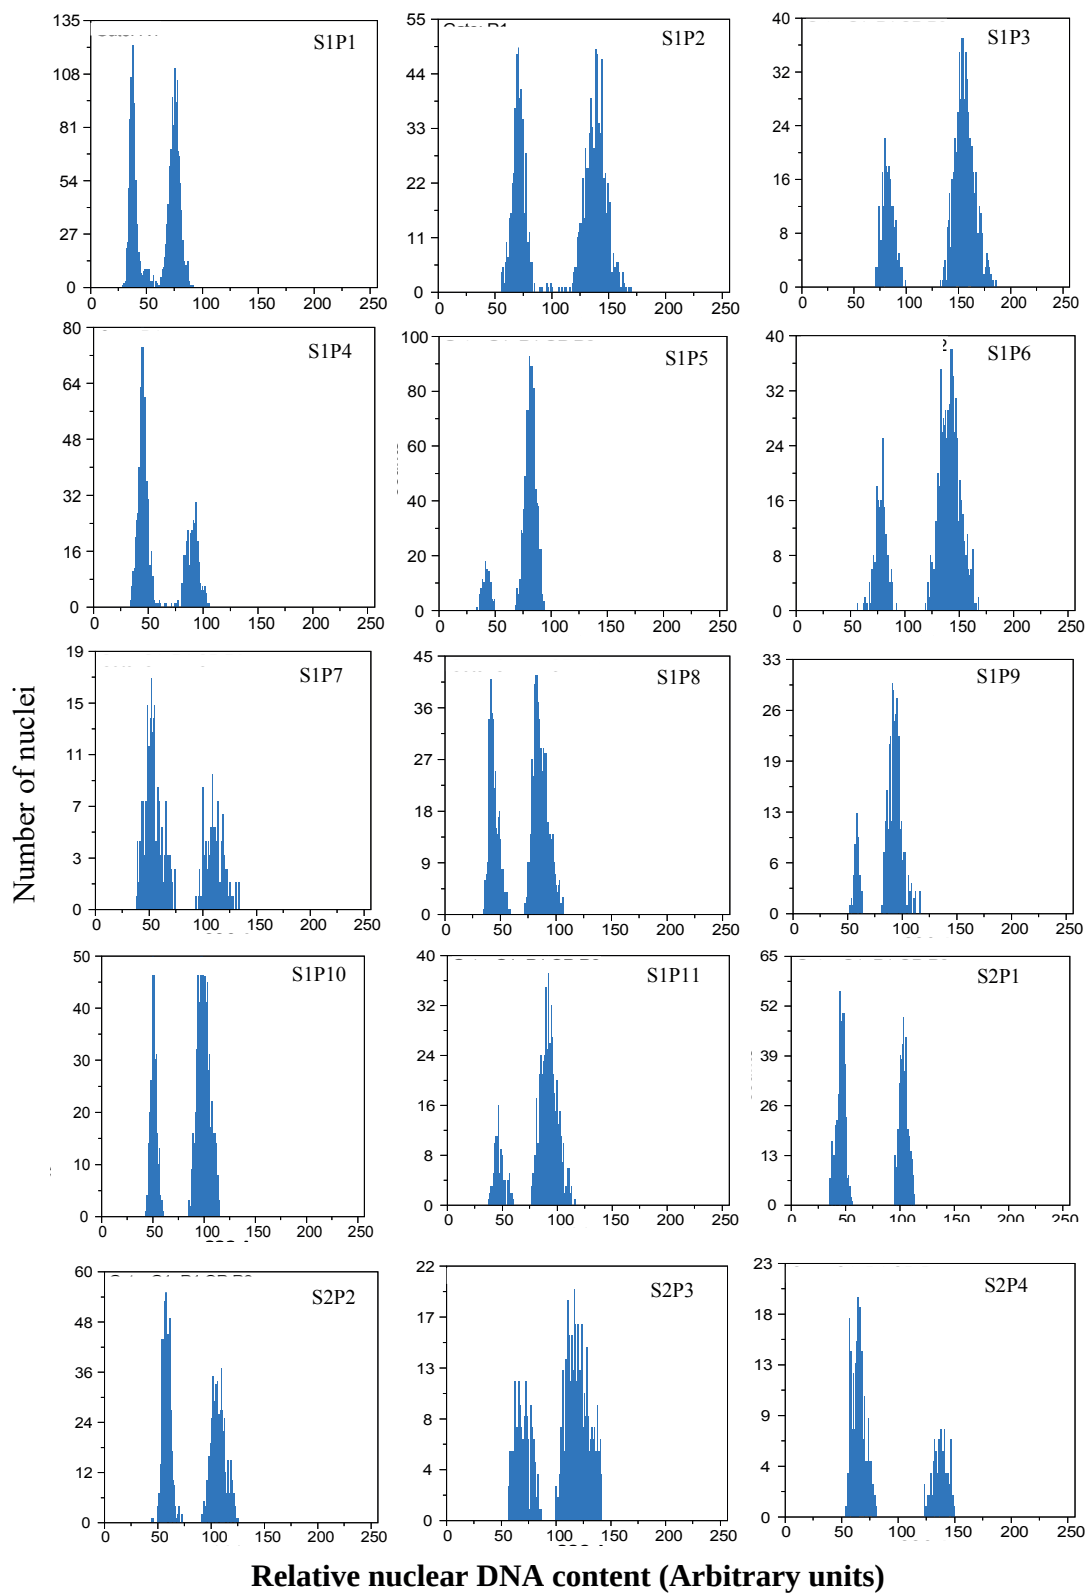 135
108
81
54
27
0
0 50 100 150 200 250
S1P1
55
44
33
22
11
0
0 50 100 150 200 250
S1P2
40
32
24
16
8
0
0 50 100 150 200 250
S1P3
80
64
48
32
16
0
0 50 100 150 200 250
S1P4
100
80
60
40
20
0
0 50 100 150 200 250
S1P5
40
32
24
16
8
0
0 50 100 150 200 250
S1P6
19
15
11
7
3
0
0 50 100 150 200 250
S1P7
45
36
27
18
9
0
0 50 100 150 200 250
S1P8
33
26
19
13
6
0
0 50 100 150 200 250
S1P9
50
40
30
20
10
0
0 50 100 150 200 250
S1P10
40
32
24
16
8
0
0 50 100 150 200 250
S1P11
65
52
39
26
13
0
0 50 100 150 200 250
S2P1
60
48
36
24
12
0
0 50 100 150 200 250
S2P2
22
17
13
8
4
0
0 50 100 150 200 250
S2P3
23
18
13
9
4
0
0 50 100 150 200 250
S2P4
Number of nuclei
Relative nuclear DNA content (Arbitrary units)